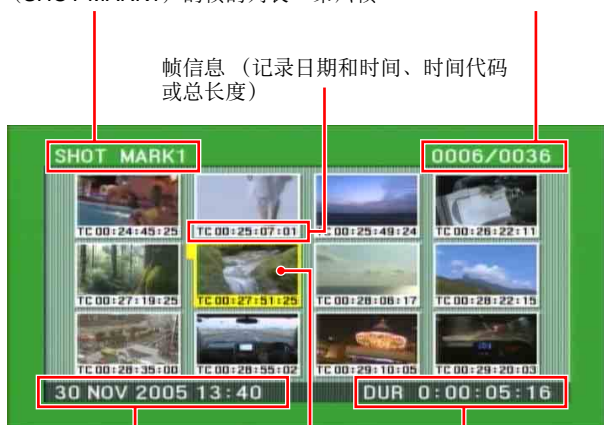 帧信息 （记录日期和时间、时间代码
或总长度）
SHOT MARK1
0006/0036
TC 00:24:45:25
TC 00:25:07:01
TC 00:25:49:24
TC 00:26:22:11
TC 00:27:19:25
TC 00:27:51:25
TC 00:28:08:17
TC 00:28:22:15
TC 00:28:35:00
TC 00:28:55:02
TC 00:29:10:05
TC 00:29:20:03
30 NOV 2005 13:40
DUR 0:00:05:16